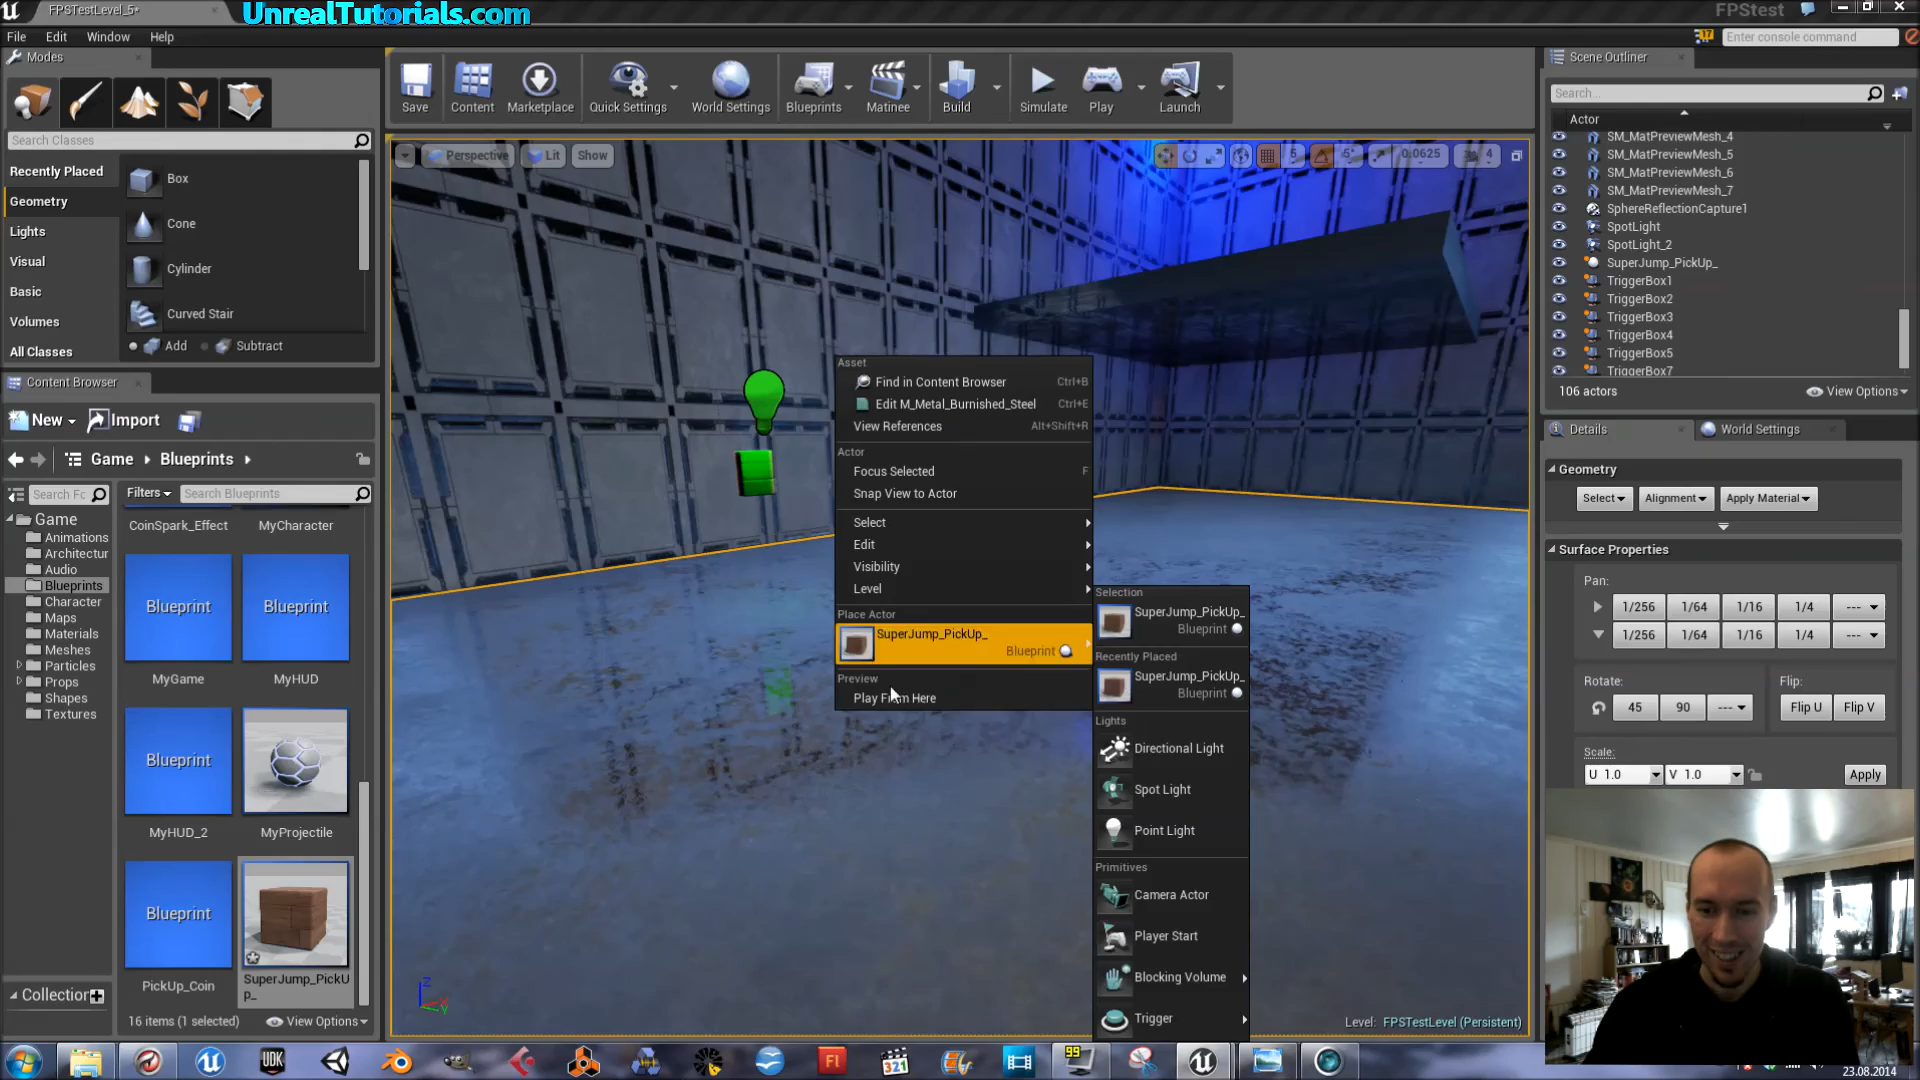 FPSTestLevel_5*
UnrealTutorials.com
FPStest
File
Edit
Window
Help
17
Enter console command
Modes
Save
Content
Marketplace
Quick Settings
World Settings
Blueprints
Matinee
Build
Simulate
Play
Launch
Search Classes
Recently Placed
Geometry
Lights
Visual
Basic
Volumes
All Classes
Box
Cone
Cylinder
Curved Stair
Add
Subtract
Content Browser
New
Import
Game
Blueprints
Filters
Search Blueprints
Game
Animations
Architectur
Audio
Blueprints
Character
Maps
Materials
Meshes
Particles
Props
Shapes
Textures
Collection
CoinSpark_Effect
MyCharacter
Blueprint
MyGame
Blueprint
MyHUD
Blueprint
MyHUD_2
MyProjectile
Blueprint
PickUp_Coin
SuperJump_PickU
p_
16 items (1 selected)
View Options
Perspective
Lit
Show
5
5°
0.0625
4
Asset
Find in Content Browser Ctrl+B
Edit M_Metal_Burnished_Steel Ctrl+E
View References Alt+Shift+R
Actor
Focus Selected F
Snap View to Actor
Select
Edit
Visibility
Level
Place Actor
SuperJump_PickUp_
Blueprint
Preview
Play From Here
Selection
SuperJump_PickUp_
Blueprint
Recently Placed
SuperJump_PickUp_
Blueprint
Lights
Directional Light
Spot Light
Point Light
Primitives
Camera Actor
Player Start
Blocking Volume
Trigger
Z
X
Y
Level: FPSTestLevel (Persistent)
Scene Outliner
Search...
Actor
SM_MatPreviewMesh_4
SM_MatPreviewMesh_5
SM_MatPreviewMesh_6
SM_MatPreviewMesh_7
SphereReflectionCapture1
SpotLight
SpotLight_2
SuperJump_PickUp_
TriggerBox1
TriggerBox2
TriggerBox3
TriggerBox4
TriggerBox5
TriggerBox7
106 actors
View Options
Details
World Settings
Geometry
Select
Alignment
Apply Material
Surface Properties
Pan:
1/256 1/64 1/16 1/4 ---
1/256 1/64 1/16 1/4 ---
Rotate:
Flip:
45 90 ---
Flip U
Flip V
Scale:
U 1.0
V 1.0
Apply
UDK
Fl
321
99
23.08.2014